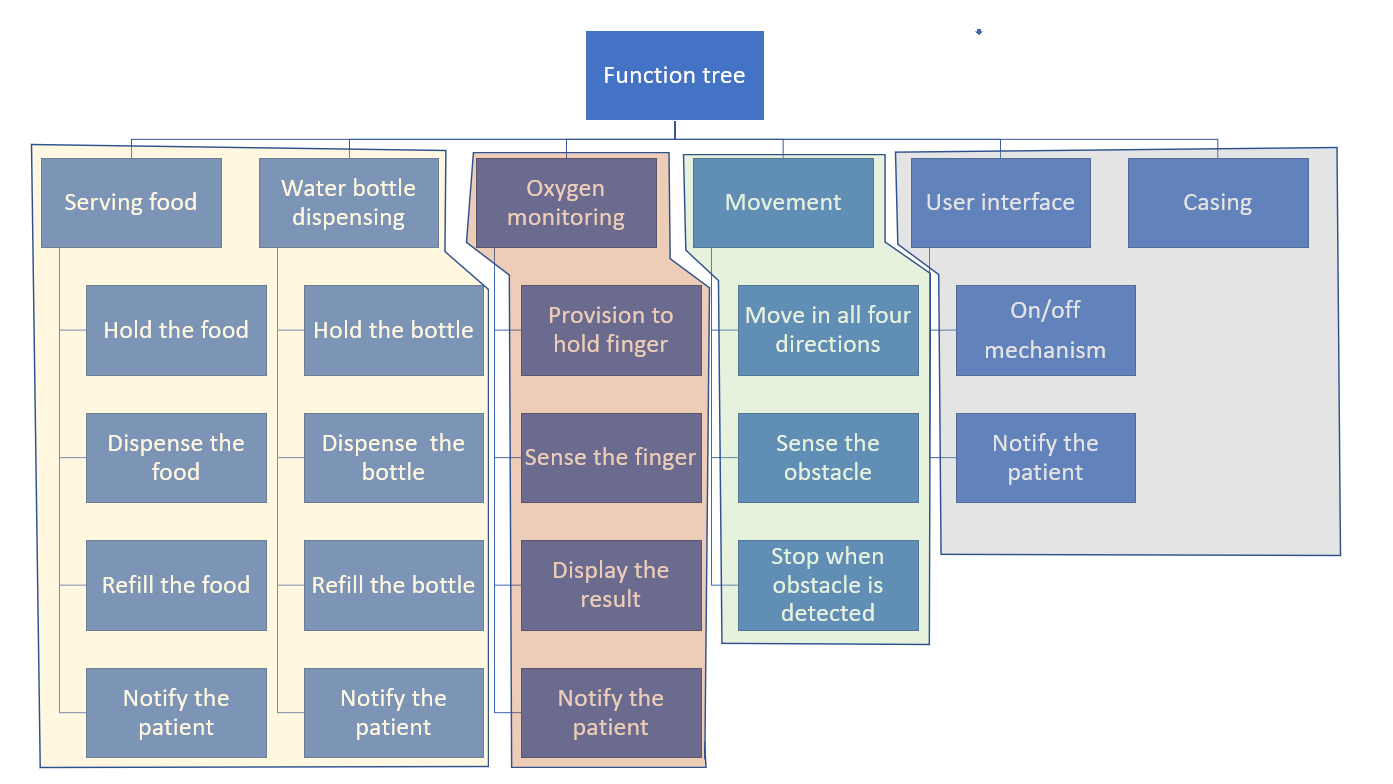 Function tree
Serving food
Water bottle
dispensing
Oxygen
monitoring
Movement
User interface
Casing
Hold the food
Hold the bottle
Provision to
hold finger
Move in all four
directions
On/off
mechanism
Dispense the
food
Dispense  the
bottle
Sense the finger
Sense the
obstacle
Notify the
patient
Refill the food
Refill the bottle
Display the
result
Stop when
obstacle is
detected
Notify the
patient
Notify the
patient
Notify the
patient